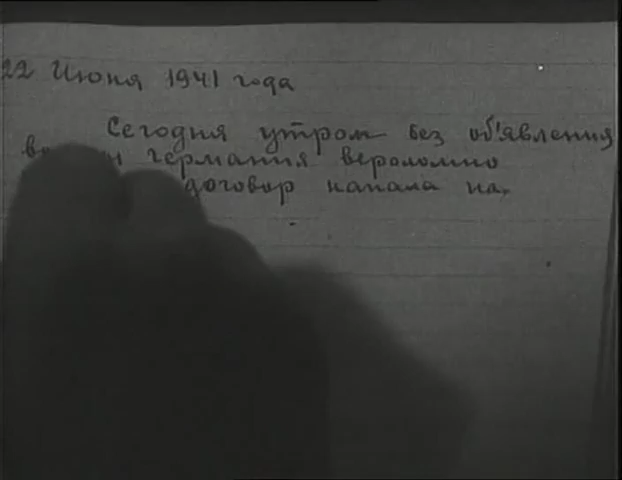 22 Июня 1941 года
Сегодня утром без об'явления
германия вероломно
договор напала на